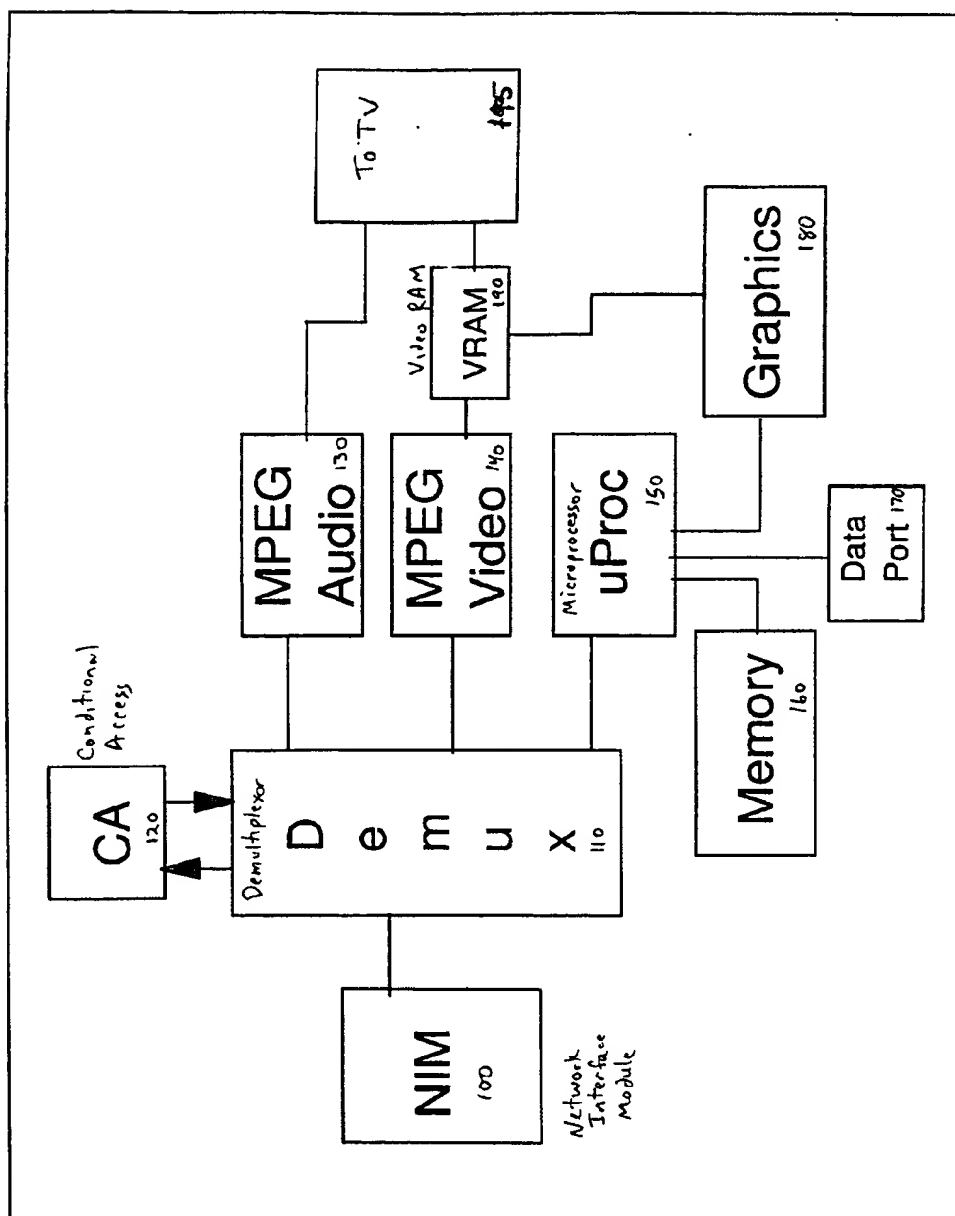 Conditional
Access
CA
120
Demultiplexor
D
e
m
u
x
110
NIM
100
Network
Interface
Module
MPEG
Audio 130
MPEG
Video 140
Microprocessor
uProc
150
Memory
160
Data
Port 170
Graphics
180
Video RAM
VRAM
190
To TV